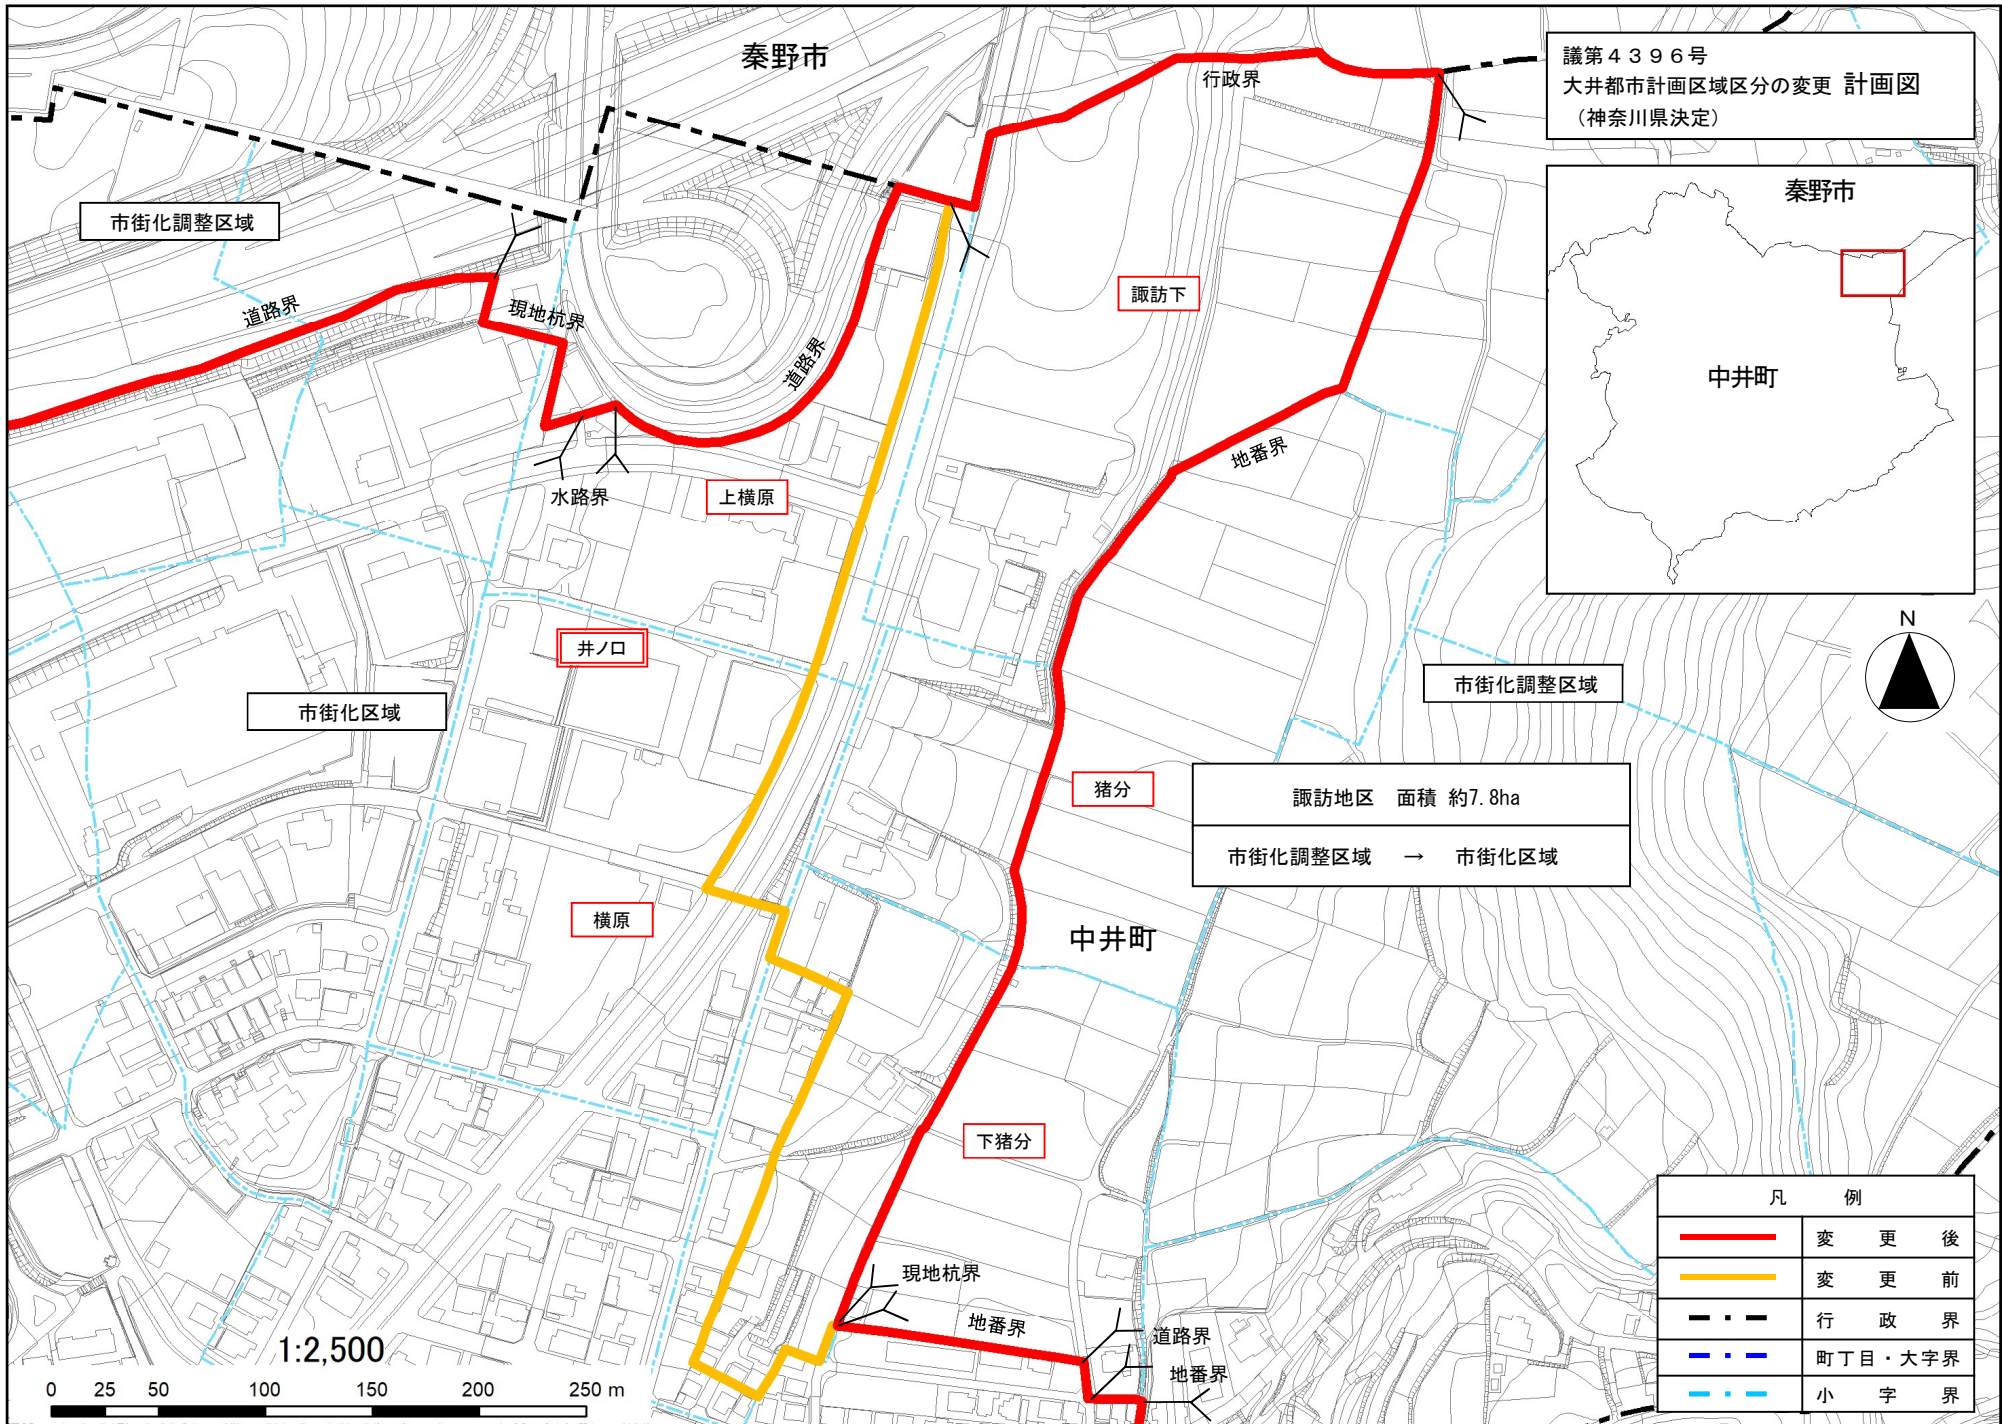 秦野市
行政界
議第４３９６号
大井都市計画区域区分の変更 計画図
（神奈川県決定）
秦野市
中井町
市街化調整区域
道路界
現地杭界
道路界
諏訪下
地番界
水路界
上横原
井ノ口
市街化区域
市街化調整区域
N
猪分
諏訪地区 面積 約7.8ha
市街化調整区域 → 市街化区域
横原
中井町
下猪分
現地杭界
地番界
道路界
地番界
1:2,500
0 25 50 100 150 200 250 m
凡 例
変 更 後
変 更 前
行 政 界
町丁目・大字界
小 字 界